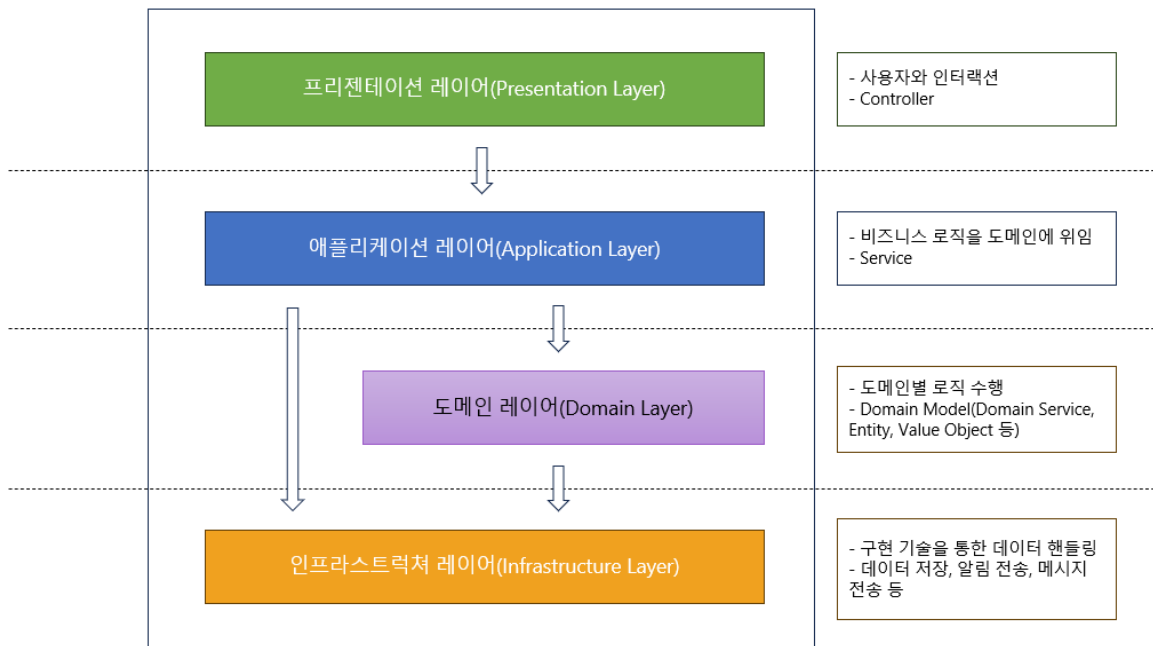 프리젠테이션 레이어(Presentation Layer)
- 사용자와 인터랙션
- Controller
애플리케이션 레이어(Application Layer)
- 비즈니스 로직을 도메인에 위임
- Service
도메인 레이어(Domain Layer)
- 도메인별 로직 수행
- Domain Model(Domain Service,
Entity, Value Object 등)
인프라스트럭쳐 레이어(Infrastructure Layer)
- 구현 기술을 통한 데이터 핸들링
- 데이터 저장, 알림 전송, 메시지
전송 등